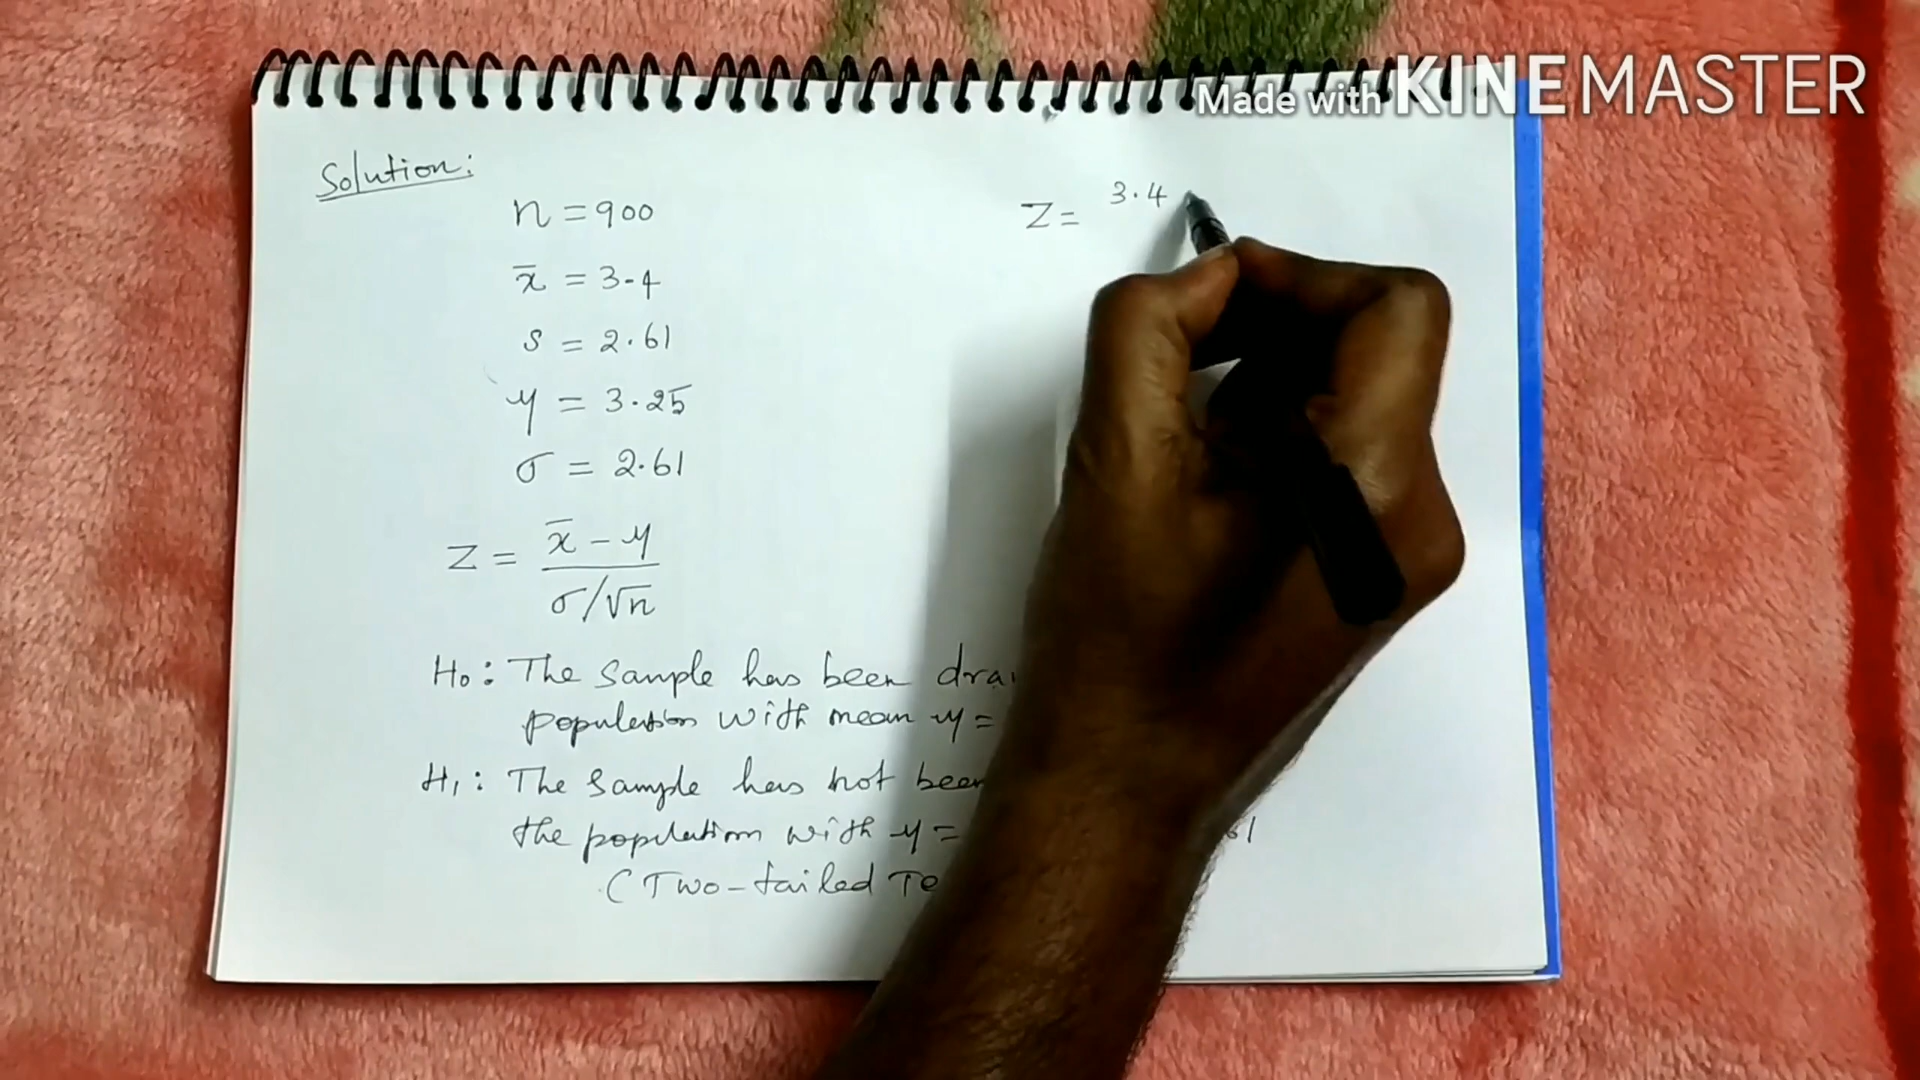 Made with KINEMASTER
Solution:
n = 900
x̄ = 3.4
s = 2.61
μ = 3.25
σ = 2.61
Z = x̄ - μ
σ/√n
H0: The sample has been
population with mean μ =
H1: The sample has not been
the population with μ =
(Two-tailed
Z = 3.4